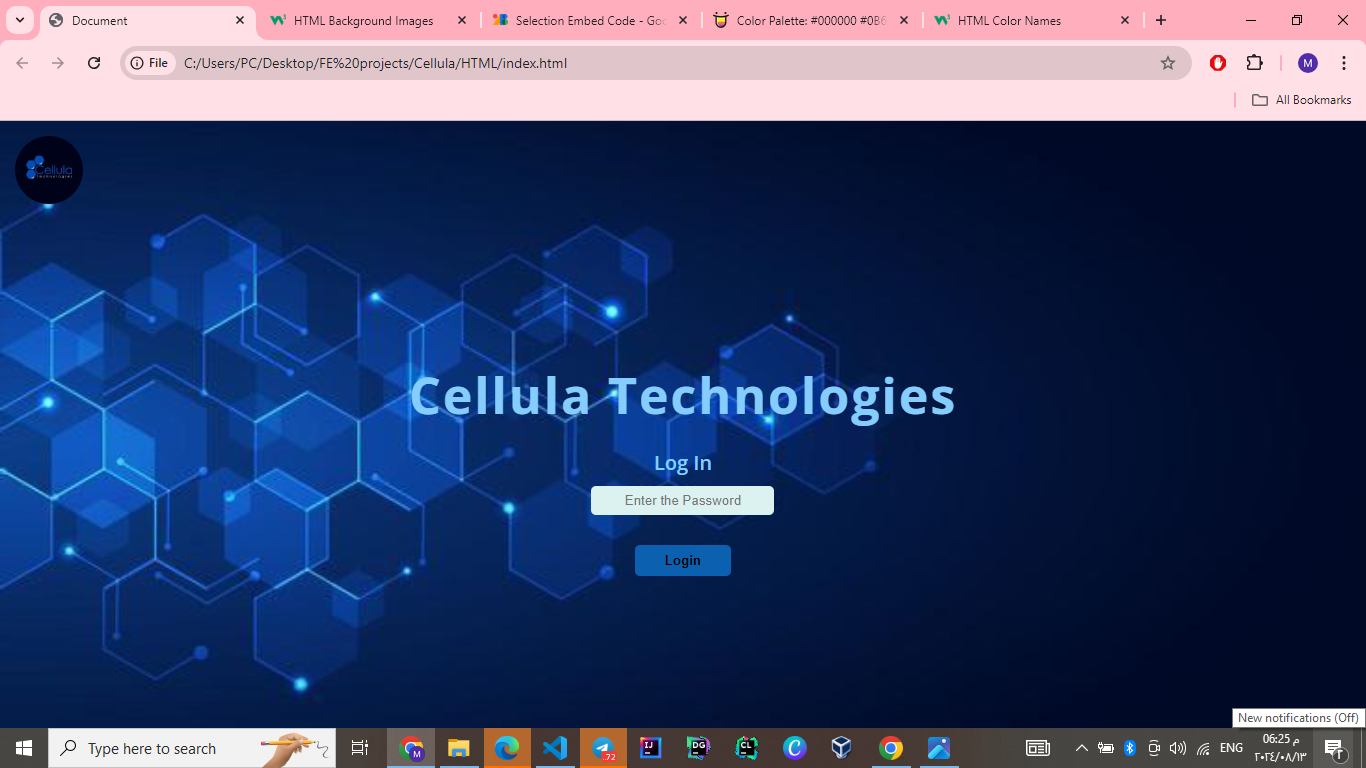 Document
HTML Background Images
Selection Embed Code - Goo
Color Palette: #000000 #0B6
HTML Color Names
File
C:/Users/PC/Desktop/FE%20projects/Cellula/HTML/index.html
M
All Bookmarks
Cellula
Technologies
Cellula Technologies
Log In
Enter the Password
Login
New notifications (Off)
Type here to search
M
..72
IJ
DG
CL
ENG
06:25 م
٢٠٢٤/٠٨/١٣
1